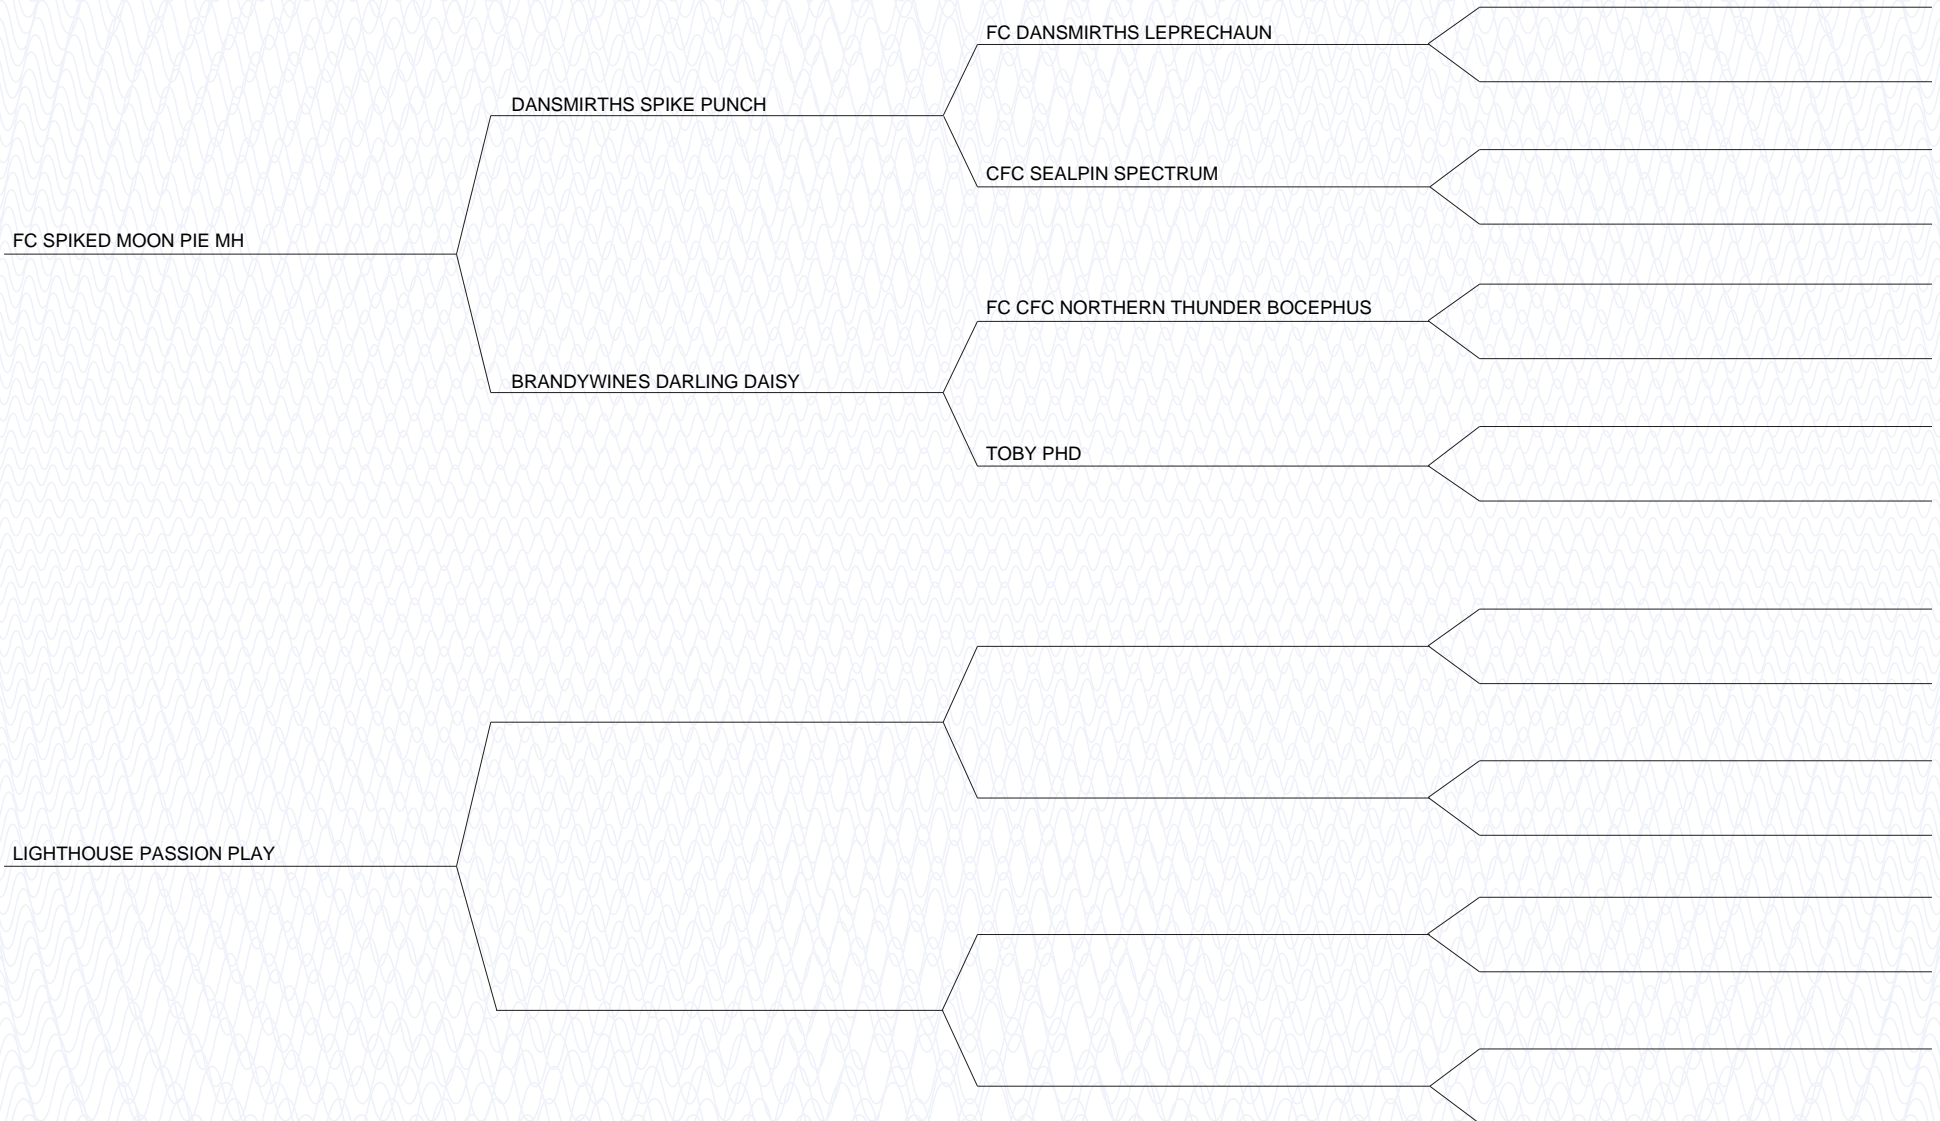 FC DANSMIRTHS LEPRECHAUN
DANSMIRTHS SPIKE PUNCH
CFC SEALPIN SPECTRUM
FC SPIKED MOON PIE MH
FC CFC NORTHERN THUNDER BOCEPHUS
BRANDYWINES DARLING DAISY
TOBY PHD
LIGHTHOUSE PASSION PLAY